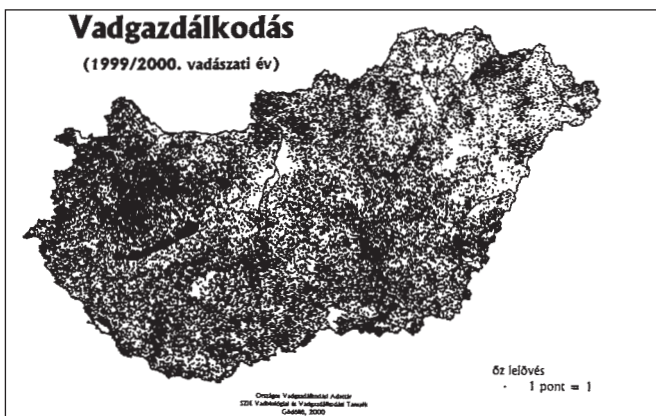 Vadgazdálkodás
(1999/2000. vadászati év)
őz lelövés
· 1 pont = 1
Országos Vadgazdálkodási Adattár
SZIE Vadbiológiai és Vadgazdálkodási Tanszék
Gödöllő, 2000